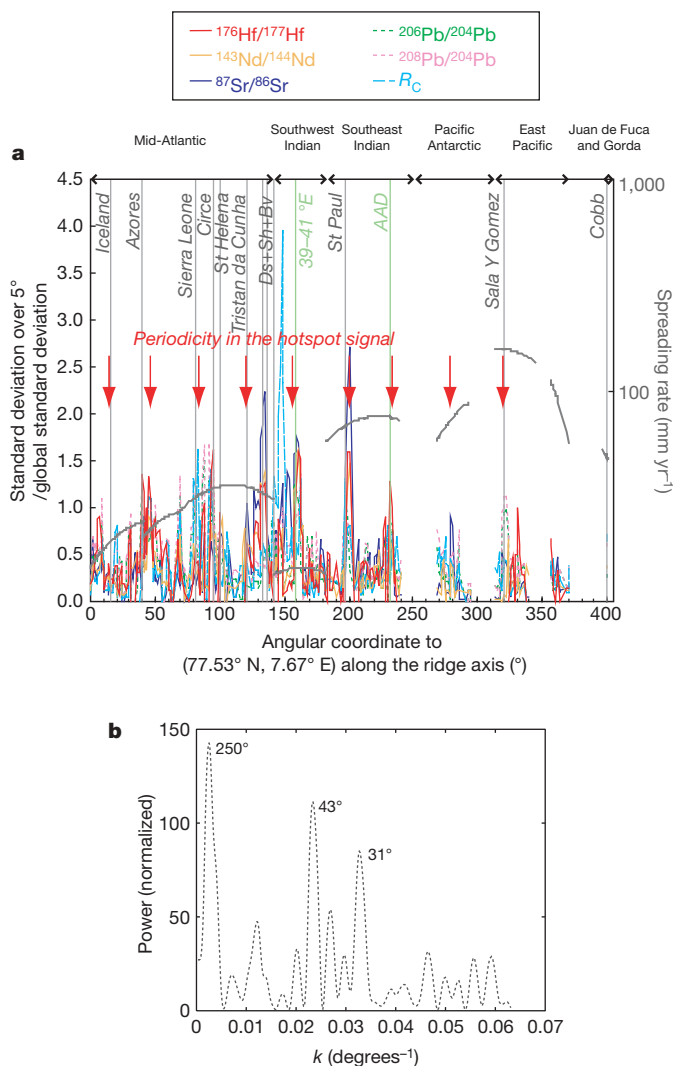 ¹⁷⁶Hf/¹⁷⁷Hf
²⁰⁶Pb/²⁰⁴Pb
¹⁴³Nd/¹⁴⁴Nd
²⁰⁸Pb/²⁰⁴Pb
⁸⁷Sr/⁸⁶Sr
R_C
a
Mid-Atlantic
Southwest
Indian
Southeast
Indian
Pacific
Antarctic
East
Pacific
Juan de Fuca
and Gorda
4.5
4.0
3.5
3.0
2.5
2.0
1.5
1.0
0.5
0.0
Standard deviation over 5°
/global standard deviation
Iceland
Azores
Sierra Leone
Circe
St Helena
Tristan da Cunha
Ds+Sh+Bv
39–41 °E
St Paul
AAD
Sala Y Gomez
Cobb
Periodicity in the hotspot signal
1,000
100
Spreading rate (mm yr⁻¹)
0
50
100
150
200
250
300
350
400
Angular coordinate to
(77.53° N, 7.67° E) along the ridge axis (°)
b
150
100
50
0
Power (normalized)
250°
43°
31°
0
0.01
0.02
0.03
0.04
0.05
0.06
0.07
k (degrees⁻¹)